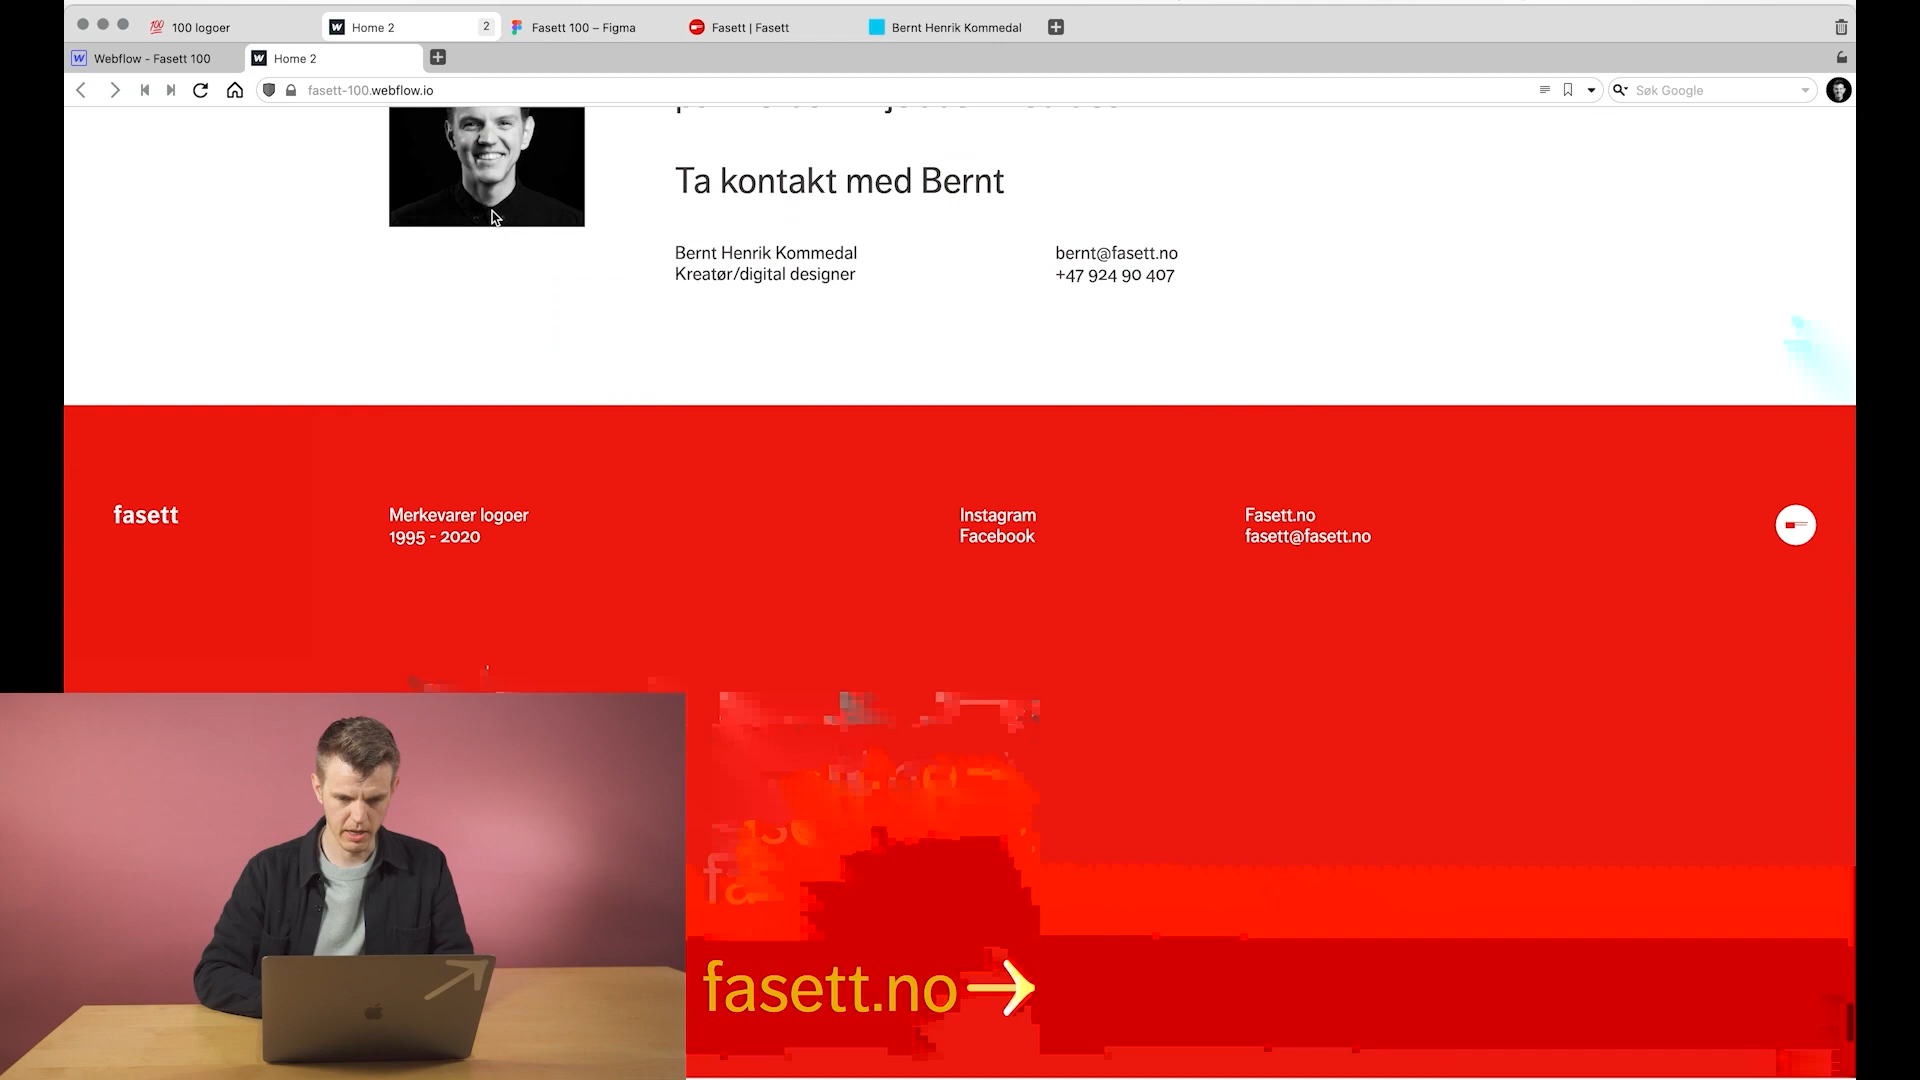 100 logoer
Home 2
2
Fasett 100 – Figma
Fasett | Fasett
Bernt Henrik Kommedal
Webflow - Fasett 100
Home 2
fasett-100.webflow.io
Søk Google
Ta kontakt med Bernt
Bernt Henrik Kommedal
Kreatør/digital designer
bernt@fasett.no
+47 924 90 407
fasett
Merkevarer logoer
1995 - 2020
Instagram
Facebook
Fasett.no
fasett@fasett.no
fasett.no